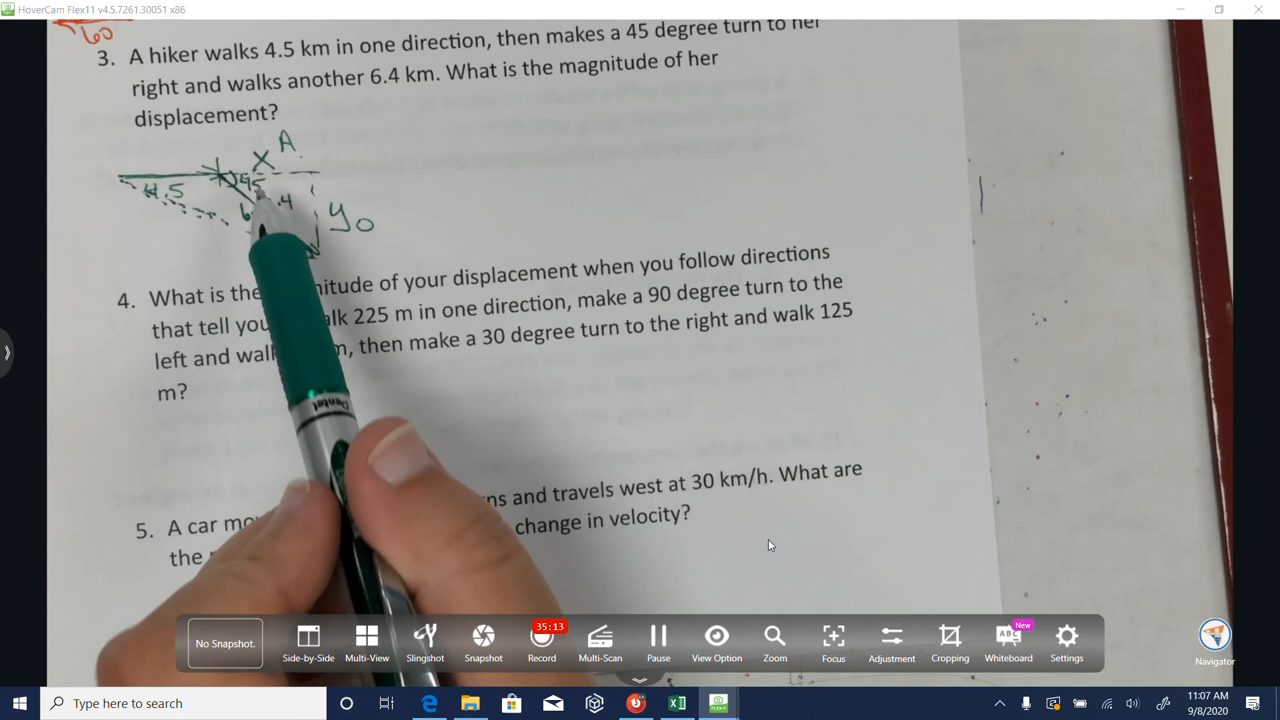 HoverCam Flex11 v4.5.7261.30051 x86
60
3. A hiker walks 4.5 km in one direction, then makes a 45 degree turn to her
right and walks another 6.4 km. What is the magnitude of her
displacement?
X A
4.5 45
6.4 y o
4. What is the nitude of your displacement when you follow directions
that tell you lk 225 m in one direction, make a 90 degree turn to the
left and wal m, then make a 30 degree turn to the right and walk 125
m?
5. A car mo ns and travels west at 30 km/h. What are
the change in velocity?
Pentel
No Snapshot.
Side-by-Side
Multi-View
Slingshot
Snapshot
35:13
Record
Multi-Scan
Pause
View Option
Zoom
Focus
Adjustment
Cropping
New
ABC
Whiteboard
Settings
Navigator
Type here to search
FLEX11
11:07 AM
9/8/2020